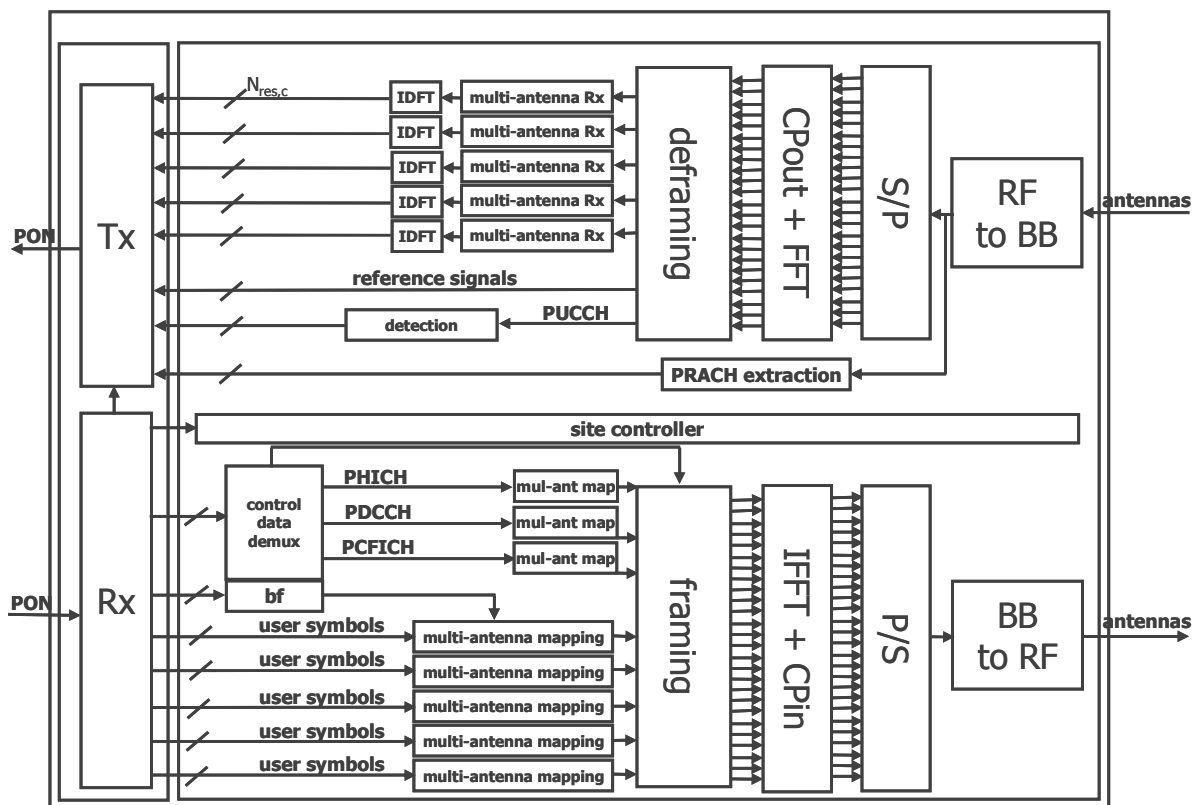 N_res,c
IDFT
multi-antenna Rx
IDFT
multi-antenna Rx
IDFT
multi-antenna Rx
IDFT
multi-antenna Rx
IDFT
multi-antenna Rx
deframing
CPout + FFT
S/P
RF
to BB
antennas
PON
Tx
reference signals
PUCCH
detection
PRACH extraction
site controller
control
data
demux
PHICH
mul-ant map
PDCCH
mul-ant map
PCFICH
mul-ant map
bf
PON
Rx
user symbols
multi-antenna mapping
user symbols
multi-antenna mapping
user symbols
multi-antenna mapping
user symbols
multi-antenna mapping
user symbols
multi-antenna mapping
framing
IFFT + CPin
P/S
BB
to RF
antennas